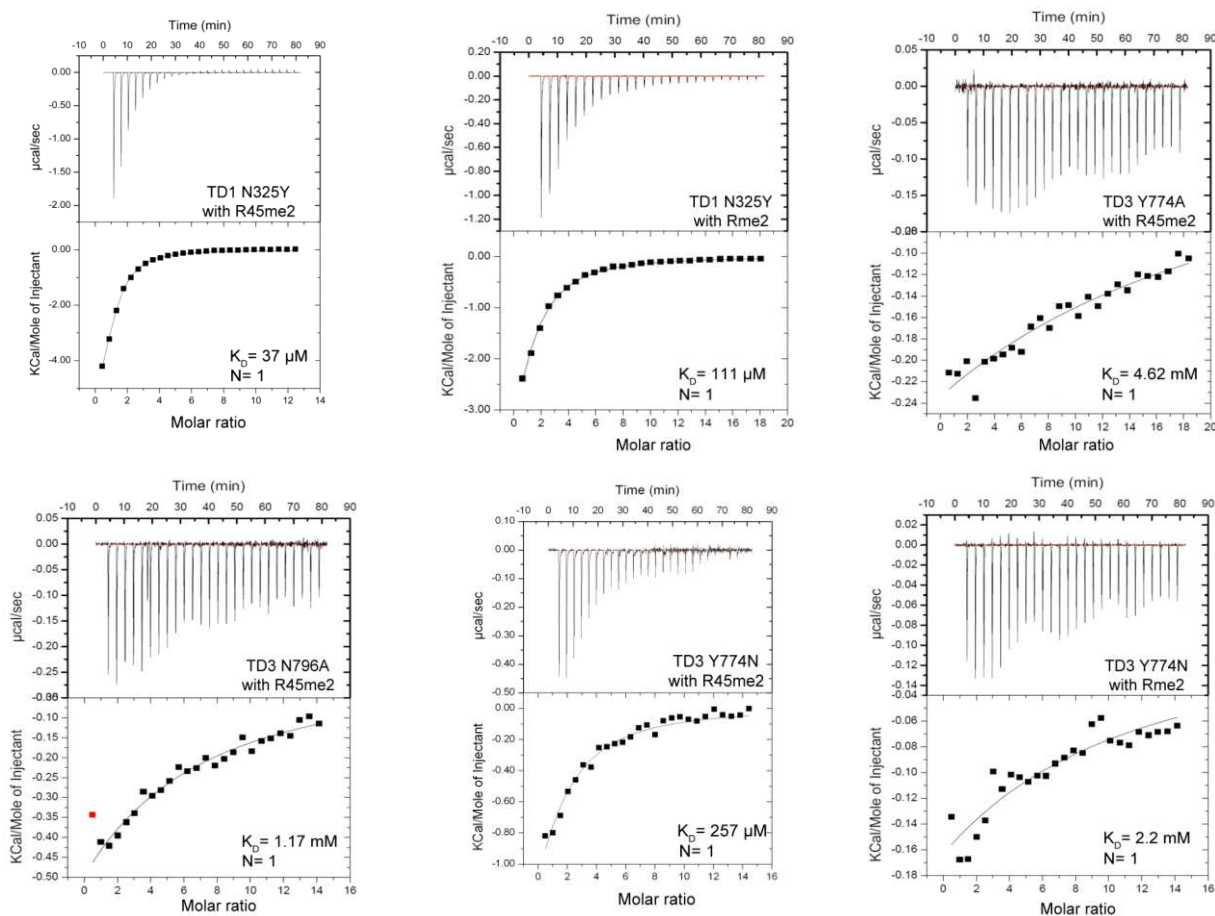 Time (min)
-10 0 10 20 30 40 50 60 70 80 90
0.00
-0.50
-1.00
-1.50
-2.00
µcal/sec
TD1 N325Y
with R45me2
0.00
-2.00
-4.00
KCal/Mole of Injectant
K_D= 37 µM
N= 1
0 2 4 6 8 10 12 14
Molar ratio
Time (min)
-10 0 10 20 30 40 50 60 70 80 90
0.20
0.00
-0.20
-0.40
-0.60
-0.80
-1.00
-1.20
µcal/sec
TD1 N325Y
with Rme2
0.00
-1.00
-2.00
-3.00
KCal/Mole of Injectant
K_D= 111 µM
N= 1
0 2 4 6 8 10 12 14 16 18 20
Molar ratio
Time (min)
-10 0 10 20 30 40 50 60 70 80 90
0.05
0.00
-0.05
-0.10
-0.15
µcal/sec
TD3 Y774A
with R45me2
-0.10
-0.12
-0.14
-0.16
-0.18
-0.20
-0.22
-0.24
KCal/Mole of Injectant
K_D= 4.62 mM
N= 1
0 2 4 6 8 10 12 14 16 18 20
Molar ratio
Time (min)
-10 0 10 20 30 40 50 60 70 80 90
0.05
0.00
-0.05
-0.10
-0.15
-0.20
-0.25
µcal/sec
TD3 N796A
with R45me2
-0.10
-0.15
-0.20
-0.25
-0.30
-0.35
-0.40
-0.45
-0.50
KCal/Mole of Injectant
K_D= 1.17 mM
N= 1
0 2 4 6 8 10 12 14 16
Molar ratio
Time (min)
-10 0 10 20 30 40 50 60 70 80 90
0.10
0.00
-0.10
-0.20
-0.30
-0.40
-0.50
µcal/sec
TD3 Y774N
with R45me2
0.00
-0.20
-0.40
-0.60
-0.80
-1.00
KCal/Mole of Injectant
K_D= 257 µM
N= 1
0 2 4 6 8 10 12 14 16
Molar ratio
Time (min)
-10 0 10 20 30 40 50 60 70 80 90
0.02
0.00
-0.02
-0.04
-0.06
-0.08
-0.10
-0.12
-0.14
µcal/sec
TD3 Y774N
with Rme2
-0.04
-0.06
-0.08
-0.10
-0.12
-0.14
-0.16
-0.18
KCal/Mole of Injectant
K_D= 2.2 mM
N= 1
0 2 4 6 8 10 12 14 16
Molar ratio